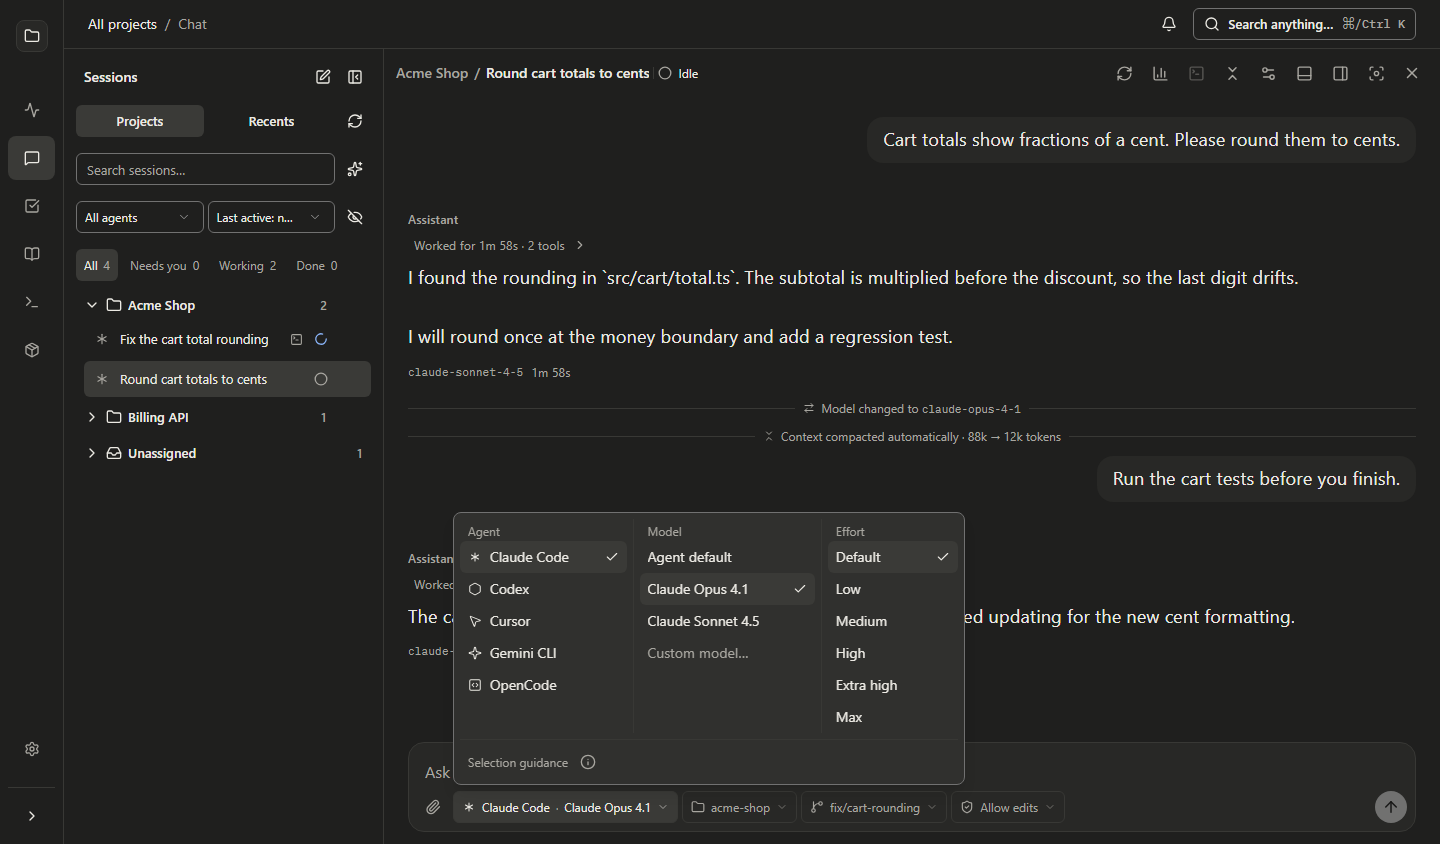 All projects / Chat
Search anything... ⌘/Ctrl K
Sessions
Acme Shop / Round cart totals to cents Idle
Projects Recents
Search sessions...
All agents Last active: n...
All 4 Needs you 0 Working 2 Done 0
Acme Shop 2
Fix the cart total rounding
Round cart totals to cents
Billing API 1
Unassigned 1
Cart totals show fractions of a cent. Please round them to cents.
Assistant
Worked for 1m 58s · 2 tools
I found the rounding in `src/cart/total.ts`. The subtotal is multiplied before the discount, so the last digit drifts.
I will round once at the money boundary and add a regression test.
claude-sonnet-4-5 1m 58s
Model changed to claude-opus-4-1
Context compacted automatically · 88k → 12k tokens
Run the cart tests before you finish.
Assistan
Worked
The c
ed updating for the new cent formatting.
claude-
Agent
Claude Code
Codex
Cursor
Gemini CLI
OpenCode
Model
Agent default
Claude Opus 4.1
Claude Sonnet 4.5
Custom model...
Effort
Default
Low
Medium
High
Extra high
Max
Selection guidance
Ask
Claude Code · Claude Opus 4.1 acme-shop fix/cart-rounding Allow edits